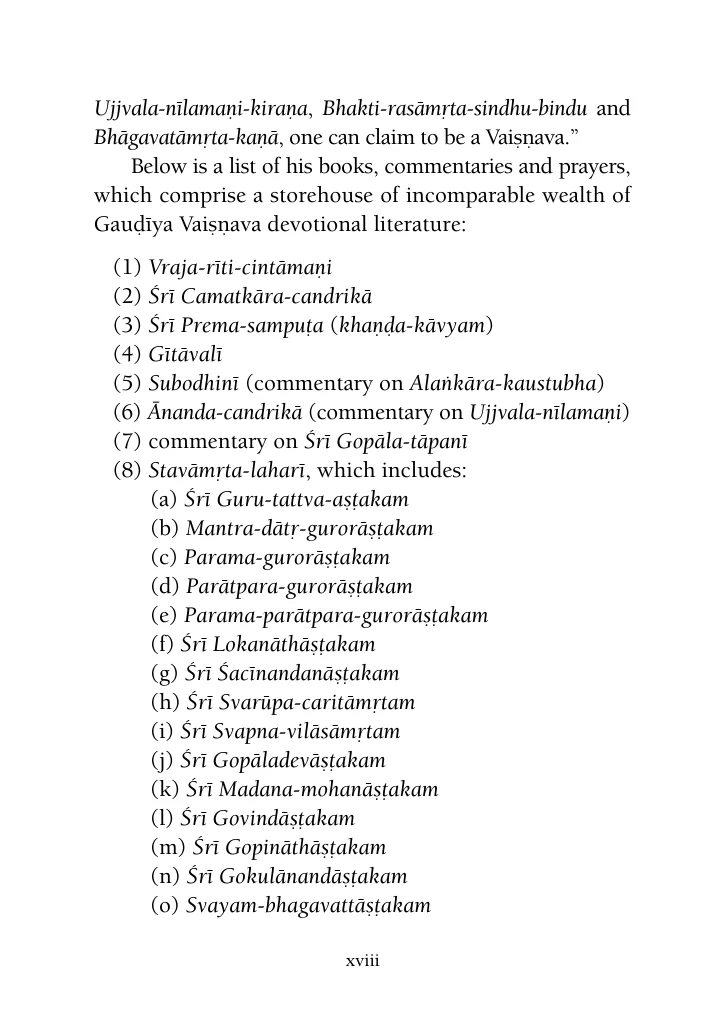 Ujjvala-nīlamaṇi-kiraṇa, Bhakti-rasāmṛta-sindhu-bindu and
Bhāgavatāmṛta-kaṇā, one can claim to be a Vaiṣṇava.”
Below is a list of his books, commentaries and prayers,
which comprise a storehouse of incomparable wealth of
Gauḍīya Vaiṣṇava devotional literature:
(1) Vraja-rīti-cintāmaṇi
(2) Śrī Camatkāra-candrikā
(3) Śrī Prema-sampuṭa (khaṇḍa-kāvyam)
(4) Gītāvalī
(5) Subodhinī (commentary on Alaṅkāra-kaustubha)
(6) Ānanda-candrikā (commentary on Ujjvala-nīlamaṇi)
(7) commentary on Śrī Gopāla-tāpanī
(8) Stavāmṛta-laharī, which includes:
(a) Śrī Guru-tattva-aṣṭakam
(b) Mantra-dātṛ-gurorāṣṭakam
(c) Parama-gurorāṣṭakam
(d) Parātpara-gurorāṣṭakam
(e) Parama-parātpara-gurorāṣṭakam
(f) Śrī Lokanāthāṣṭakam
(g) Śrī Śacīnandanāṣṭakam
(h) Śrī Svarūpa-caritāmṛtam
(i) Śrī Svapna-vilāsāmṛtam
(j) Śrī Gopāladevāṣṭakam
(k) Śrī Madana-mohanāṣṭakam
(l) Śrī Govindāṣṭakam
(m) Śrī Gopināthāṣṭakam
(n) Śrī Gokulānandāṣṭakam
(o) Svayam-bhagavattāṣṭakam
xviii